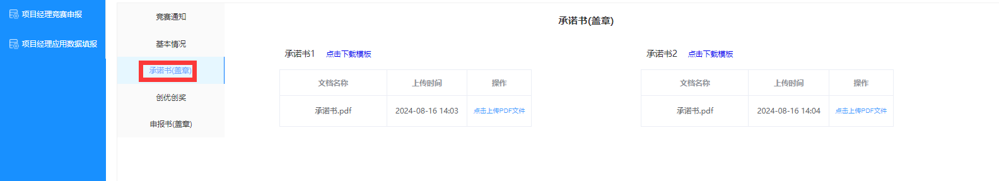 项目经理竞赛申报
项目经理应用数据填报
竞赛通知
基本情况
承诺书(盖章)
创优创奖
申报书(盖章)
承诺书(盖章)
承诺书1 点击下载模板
文档名称 上传时间 操作
承诺书.pdf 2024-08-16 14:03 点击上传PDF文件
承诺书2 点击下载模板
文档名称 上传时间 操作
承诺书.pdf 2024-08-16 14:04 点击上传PDF文件